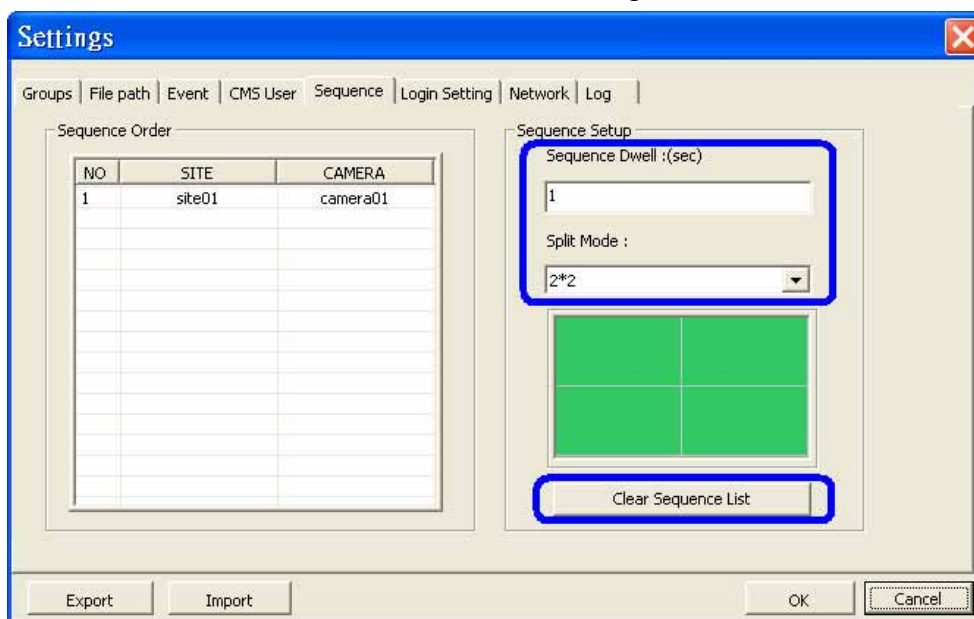 Settings
Groups File path Event CMS User Sequence Login Setting Network Log
Sequence Order
NO SITE CAMERA
1 site01 camera01
Sequence Setup
Sequence Dwell :(sec)
1
Split Mode :
2*2
Clear Sequence List
Export Import OK Cancel